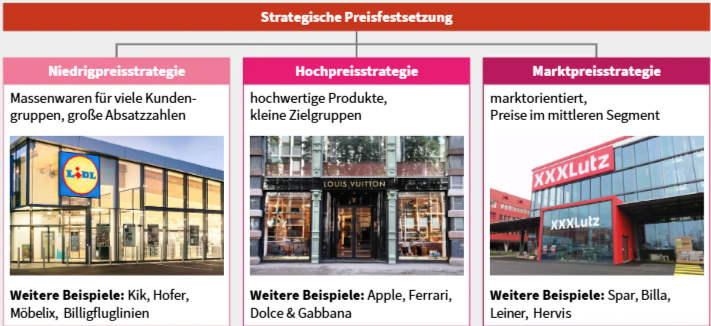 Strategische Preisfestsetzung
Niedrigpreisstrategie
Massenwaren für viele Kunden-
gruppen, große Absatzzahlen
LIDL
Weitere Beispiele: Kik, Hofer,
Möbelix, Billigfluglinien
Hochpreisstrategie
hochwertige Produkte,
kleine Zielgruppen
LOUIS VUITTON
Weitere Beispiele: Apple, Ferrari,
Dolce & Gabbana
Marktpreisstrategie
marktorientiert,
Preise im mittleren Segment
XXXLutz
XXXLutz
Weitere Beispiele: Spar, Billa,
Leiner, Hervis